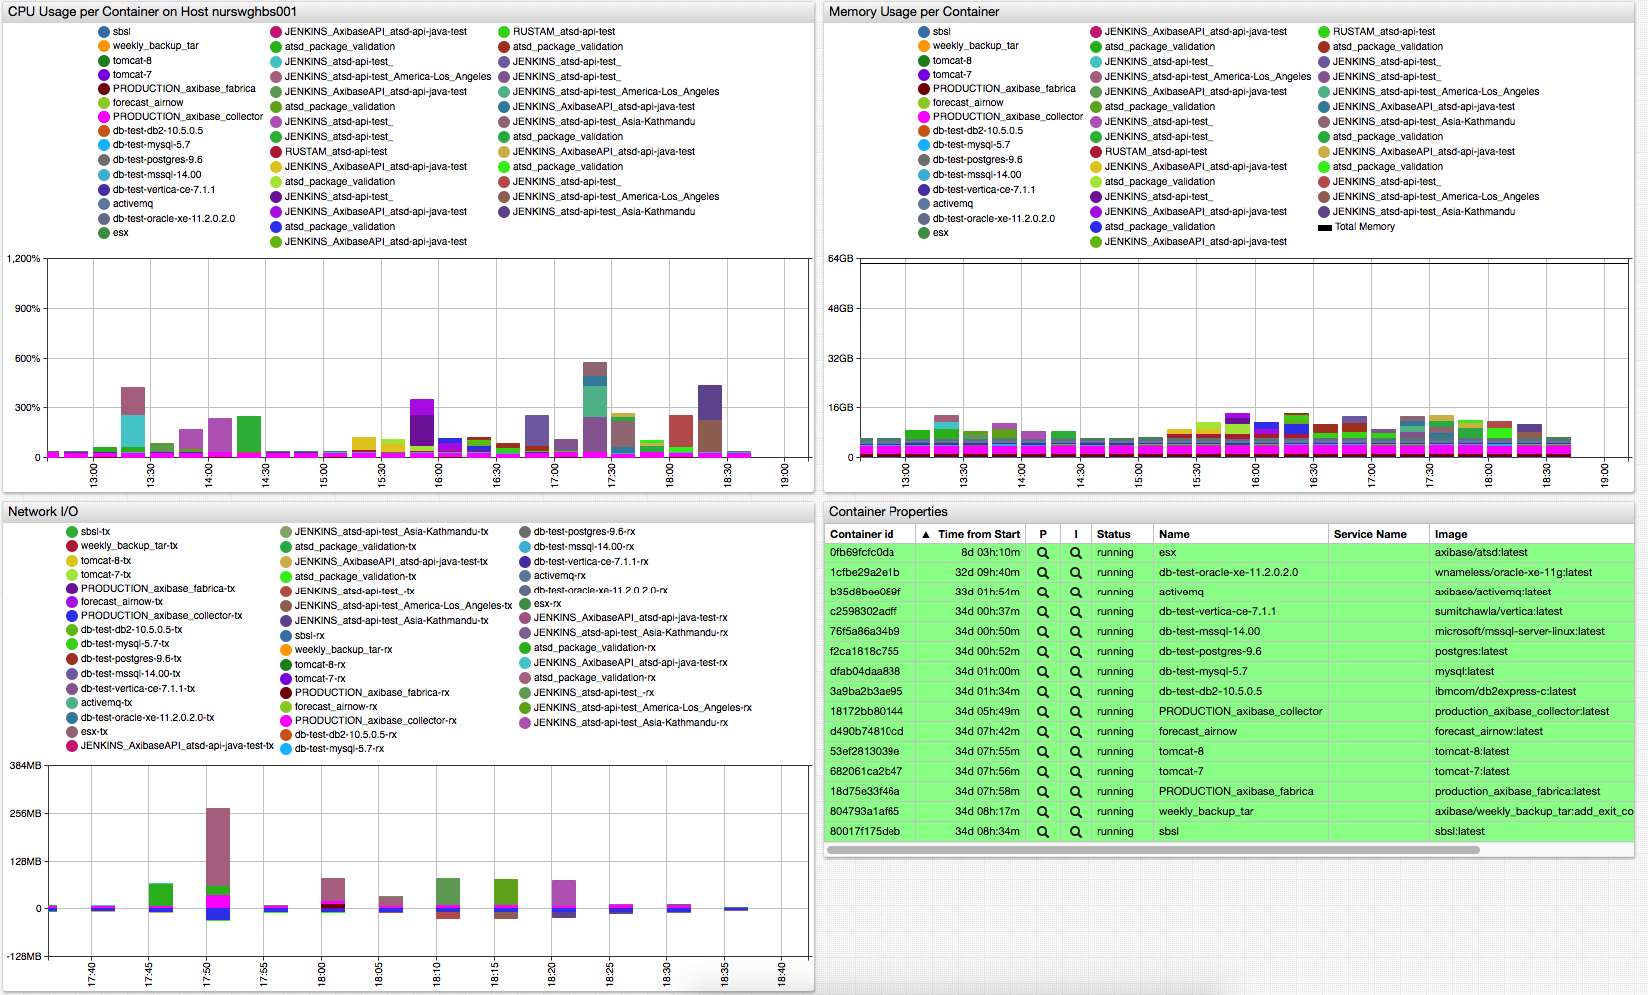 CPU Usage per Container on Host nurswghbs001
sbsl
weekly_backup_tar
tomcat-8
tomcat-7
PRODUCTION_axibase_fabrica
forecast_airnow
PRODUCTION_axibase_collector
db-test-db2-10.5.0.5
db-test-mysql-5.7
db-test-postgres-9.6
db-test-mssql-14.00
db-test-vertica-ce-7.1.1
activemq
db-test-oracle-xe-11.2.0.2.0
esx
JENKINS_AxibaseAPI_atsd-api-java-test
atsd_package_validation
JENKINS_atsd-api-test_
JENKINS_atsd-api-test_America-Los_Angeles
JENKINS_AxibaseAPI_atsd-api-java-test
atsd_package_validation
JENKINS_atsd-api-test_
JENKINS_atsd-api-test_
RUSTAM_atsd-api-test
JENKINS_AxibaseAPI_atsd-api-java-test
atsd_package_validation
JENKINS_atsd-api-test_
JENKINS_AxibaseAPI_atsd-api-java-test
atsd_package_validation
JENKINS_AxibaseAPI_atsd-api-java-test
RUSTAM_atsd-api-test
atsd_package_validation
JENKINS_atsd-api-test_
JENKINS_atsd-api-test_
JENKINS_atsd-api-test_America-Los_Angeles
JENKINS_AxibaseAPI_atsd-api-java-test
JENKINS_atsd-api-test_Asia-Kathmandu
atsd_package_validation
JENKINS_AxibaseAPI_atsd-api-java-test
atsd_package_validation
JENKINS_atsd-api-test_
JENKINS_atsd-api-test_America-Los_Angeles
JENKINS_atsd-api-test_Asia-Kathmandu
1,200%
900%
600%
300%
0
13:00 13:30 14:00 14:30 15:00 15:30 16:00 16:30 17:00 17:30 18:00 18:30 19:00
Memory Usage per Container
sbsl
weekly_backup_tar
tomcat-8
tomcat-7
PRODUCTION_axibase_fabrica
forecast_airnow
PRODUCTION_axibase_collector
db-test-db2-10.5.0.5
db-test-mysql-5.7
db-test-postgres-9.6
db-test-mssql-14.00
db-test-vertica-ce-7.1.1
activemq
db-test-oracle-xe-11.2.0.2.0
esx
JENKINS_AxibaseAPI_atsd-api-java-test
atsd_package_validation
JENKINS_atsd-api-test_
JENKINS_atsd-api-test_America-Los_Angeles
JENKINS_AxibaseAPI_atsd-api-java-test
atsd_package_validation
JENKINS_atsd-api-test_
JENKINS_atsd-api-test_
RUSTAM_atsd-api-test
JENKINS_AxibaseAPI_atsd-api-java-test
atsd_package_validation
JENKINS_atsd-api-test_
JENKINS_AxibaseAPI_atsd-api-java-test
atsd_package_validation
JENKINS_AxibaseAPI_atsd-api-java-test
RUSTAM_atsd-api-test
atsd_package_validation
JENKINS_atsd-api-test_
JENKINS_atsd-api-test_
JENKINS_atsd-api-test_America-Los_Angeles
JENKINS_AxibaseAPI_atsd-api-java-test
JENKINS_atsd-api-test_Asia-Kathmandu
atsd_package_validation
JENKINS_AxibaseAPI_atsd-api-java-test
atsd_package_validation
JENKINS_atsd-api-test_
JENKINS_atsd-api-test_America-Los_Angeles
JENKINS_atsd-api-test_Asia-Kathmandu
Total Memory
64GB
48GB
32GB
16GB
0
13:00 13:30 14:00 14:30 15:00 15:30 16:00 16:30 17:00 17:30 18:00 18:30 19:00
Network I/O
sbsl-tx
weekly_backup_tar-tx
tomcat-8-tx
tomcat-7-tx
PRODUCTION_axibase_fabrica-tx
forecast_airnow-tx
PRODUCTION_axibase_collector-tx
db-test-db2-10.5.0.5-tx
db-test-mysql-5.7-tx
db-test-postgres-9.6-tx
db-test-mssql-14.00-tx
db-test-vertica-ce-7.1.1-tx
activemq-tx
db-test-oracle-xe-11.2.0.2.0-tx
esx-tx
JENKINS_AxibaseAPI_atsd-api-java-test-tx
JENKINS_atsd-api-test_Asia-Kathmandu-tx
atsd_package_validation-tx
JENKINS_AxibaseAPI_atsd-api-java-test-tx
atsd_package_validation-tx
JENKINS_atsd-api-test_-tx
JENKINS_atsd-api-test_America-Los_Angeles-tx
JENKINS_atsd-api-test_Asia-Kathmandu-tx
sbsl-rx
weekly_backup_tar-rx
tomcat-8-rx
tomcat-7-rx
PRODUCTION_axibase_fabrica-rx
forecast_airnow-rx
PRODUCTION_axibase_collector-rx
db-test-db2-10.5.0.5-rx
db-test-mysql-5.7-rx
db-test-postgres-9.6-rx
db-test-mssql-14.00-rx
db-test-vertica-ce-7.1.1-rx
activemq-rx
db-test-oracle-xe-11.2.0.2.0-rx
esx-rx
JENKINS_AxibaseAPI_atsd-api-java-test-rx
JENKINS_atsd-api-test_Asia-Kathmandu-rx
atsd_package_validation-rx
JENKINS_AxibaseAPI_atsd-api-java-test-rx
atsd_package_validation-rx
JENKINS_atsd-api-test_-rx
JENKINS_atsd-api-test_America-Los_Angeles-rx
JENKINS_atsd-api-test_Asia-Kathmandu-rx
384MB
256MB
128MB
0
-128MB
17:40 17:45 17:50 17:55 18:00 18:05 18:10 18:15 18:20 18:25 18:30 18:35 18:40
Container Properties
Container id ▲ Time from Start P I Status Name Service Name Image
0fb69fcfc0da 8d 03h:10m running esx axibase/atsd:latest
1cfbe29a2e1b 32d 09h:40m running db-test-oracle-xe-11.2.0.2.0 wnameless/oracle-xe-11g:latest
b35d8bee089f 33d 01h:54m running activemq axibase/activemq:latest
c2598302adff 34d 00h:37m running db-test-vertica-ce-7.1.1 sumitchawla/vertica:latest
76f5a86a34b9 34d 00h:50m running db-test-mssql-14.00 microsoft/mssql-server-linux:latest
f2ca1818c755 34d 00h:52m running db-test-postgres-9.6 postgres:latest
dfab04daa838 34d 01h:00m running db-test-mysql-5.7 mysql:latest
3a9ba2b3ae95 34d 01h:34m running db-test-db2-10.5.0.5 ibmcom/db2express-c:latest
18172bb80144 34d 05h:49m running PRODUCTION_axibase_collector production_axibase_collector:latest
d490b74810cd 34d 07h:42m running forecast_airnow forecast_airnow:latest
53ef2813039e 34d 07h:55m running tomcat-8 tomcat-8:latest
682061ca2b47 34d 07h:56m running tomcat-7 tomcat-7:latest
18d75e33f46a 34d 07h:58m running PRODUCTION_axibase_fabrica production_axibase_fabrica:latest
804793a1af65 34d 08h:17m running weekly_backup_tar axibase/weekly_backup_tar:add_exit_co
80017f175deb 34d 08h:34m running sbsl sbsl:latest